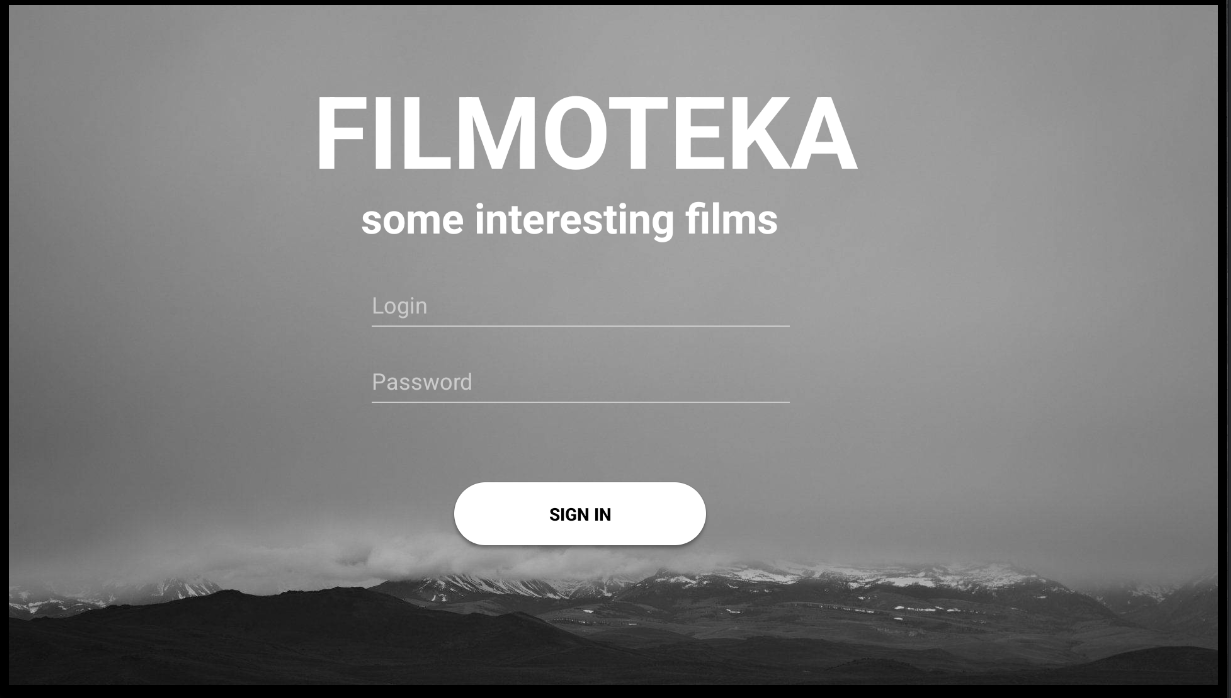 FILMOTEKA
some interesting films
Login
Password
SIGN IN